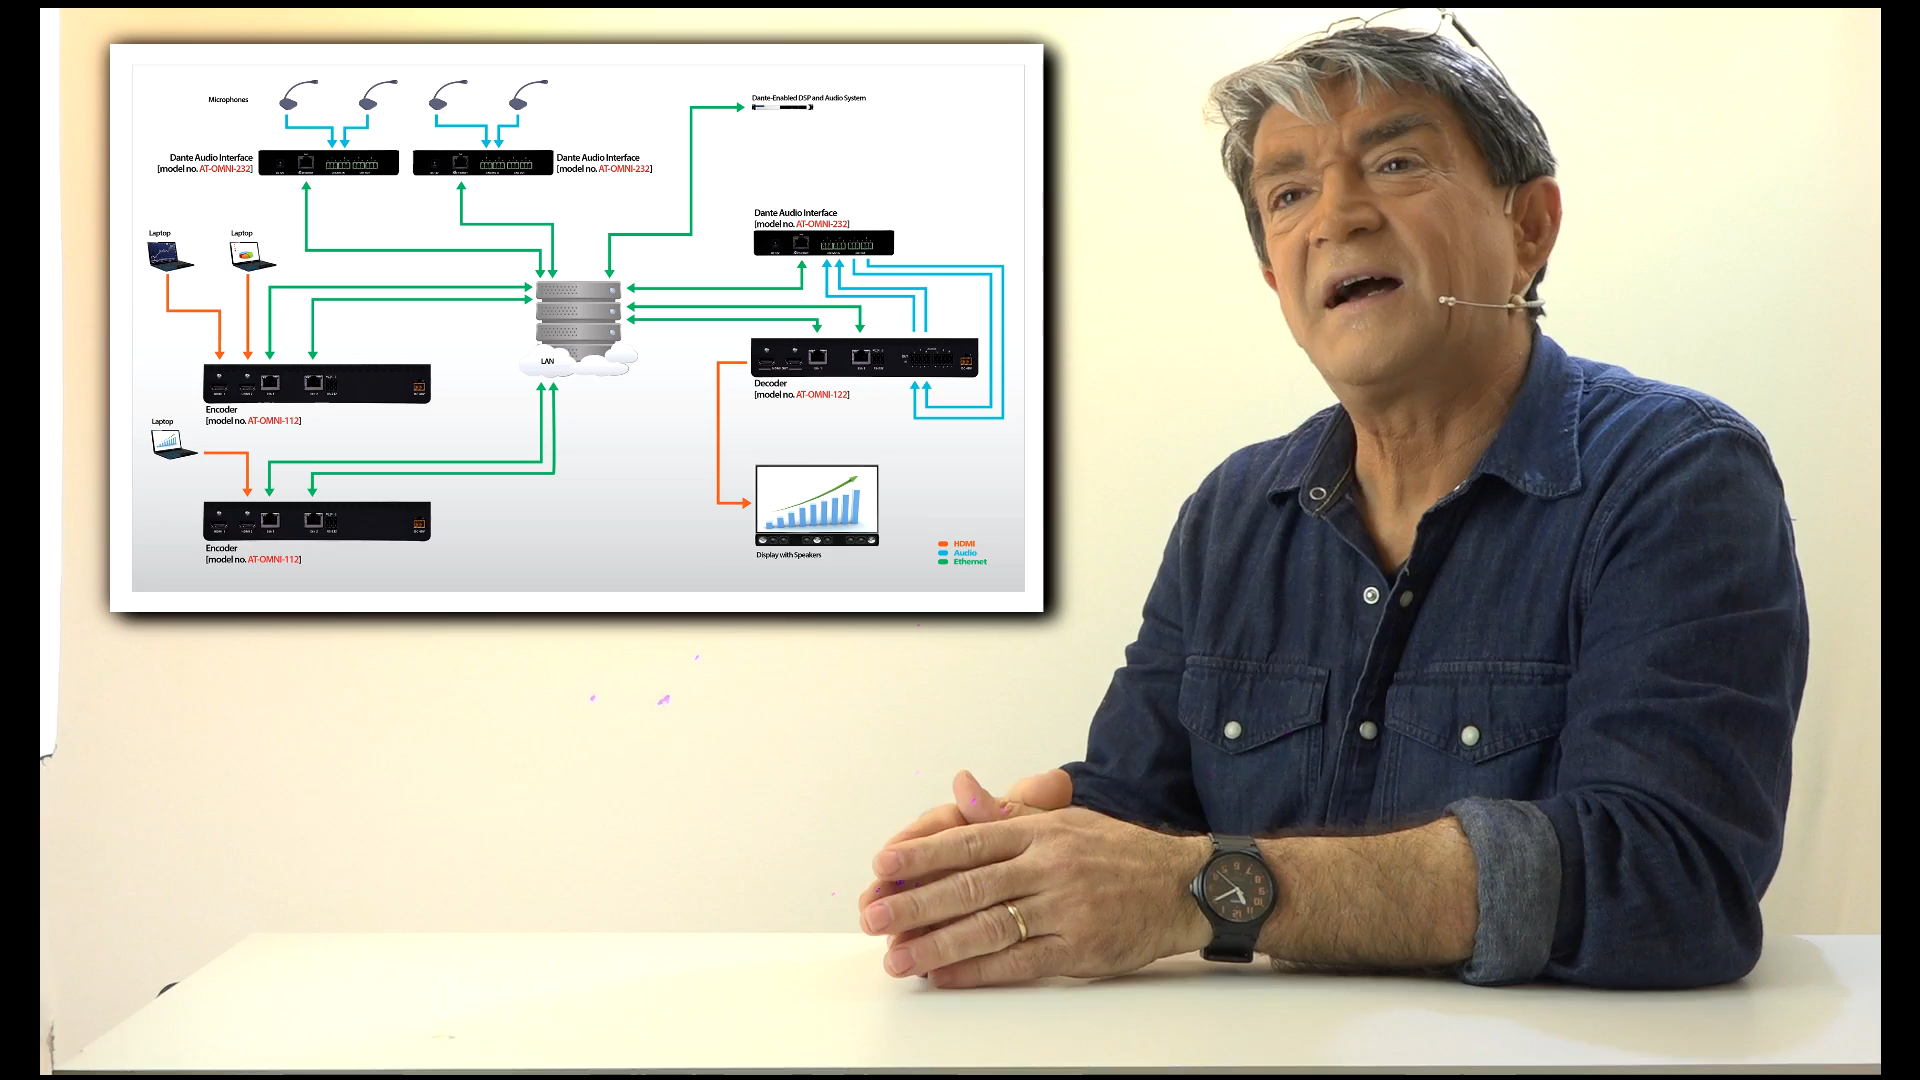 Microphones
Dante-Enabled DSP and Audio System
Dante Audio Interface
[model no. AT-OMNI-232]
Dante Audio Interface
[model no. AT-OMNI-232]
Dante Audio Interface
[model no. AT-OMNI-232]
Laptop
Laptop
LAN
Encoder
[model no. AT-OMNI-112]
Decoder
[model no. AT-OMNI-122]
Laptop
Encoder
[model no. AT-OMNI-112]
Display with Speakers
HDMI
Audio
Ethernet